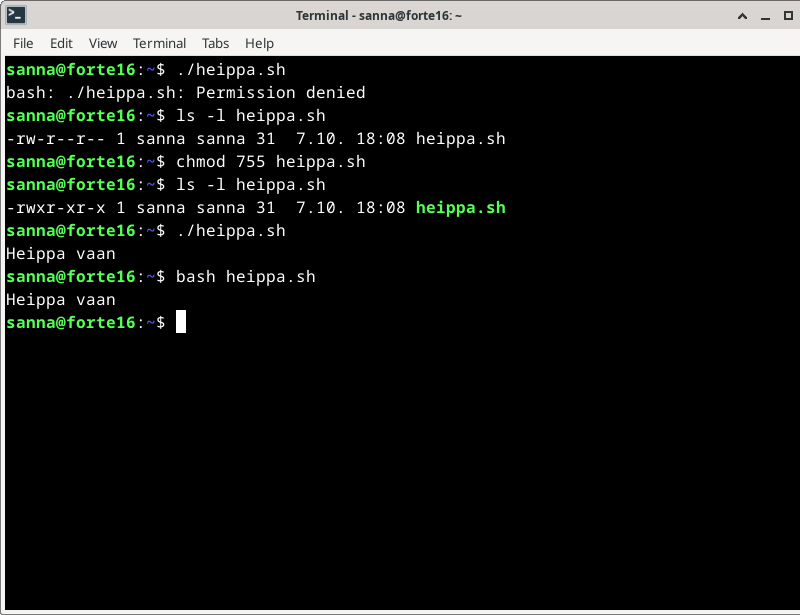 Terminal - sanna@forte16: ~
File Edit View Terminal Tabs Help
sanna@forte16:~$ ./heippa.sh
bash: ./heippa.sh: Permission denied
sanna@forte16:~$ ls -l heippa.sh
-rw-r--r-- 1 sanna sanna 31  7.10. 18:08 heippa.sh
sanna@forte16:~$ chmod 755 heippa.sh
sanna@forte16:~$ ls -l heippa.sh
-rwxr-xr-x 1 sanna sanna 31  7.10. 18:08 heippa.sh
sanna@forte16:~$ ./heippa.sh
Heippa vaan
sanna@forte16:~$ bash heippa.sh
Heippa vaan
sanna@forte16:~$